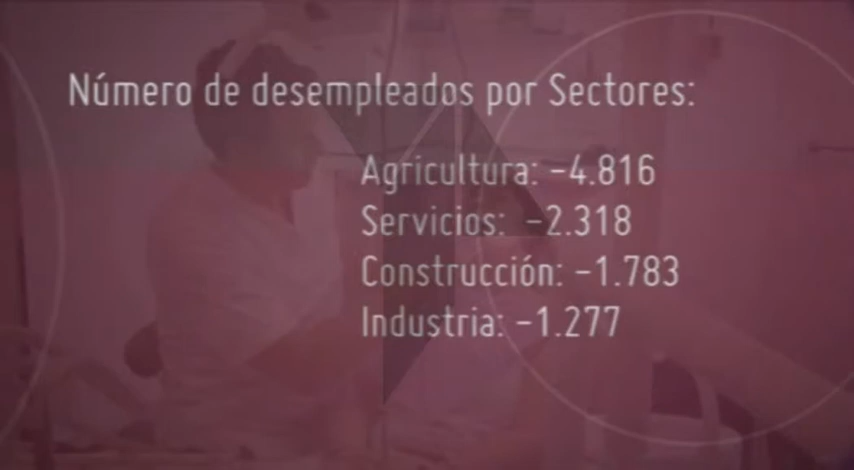 Número de desempleados por Sectores:
Agricultura: -4.816
Servicios: -2.318
Construcción: -1.783
Industria: -1.277